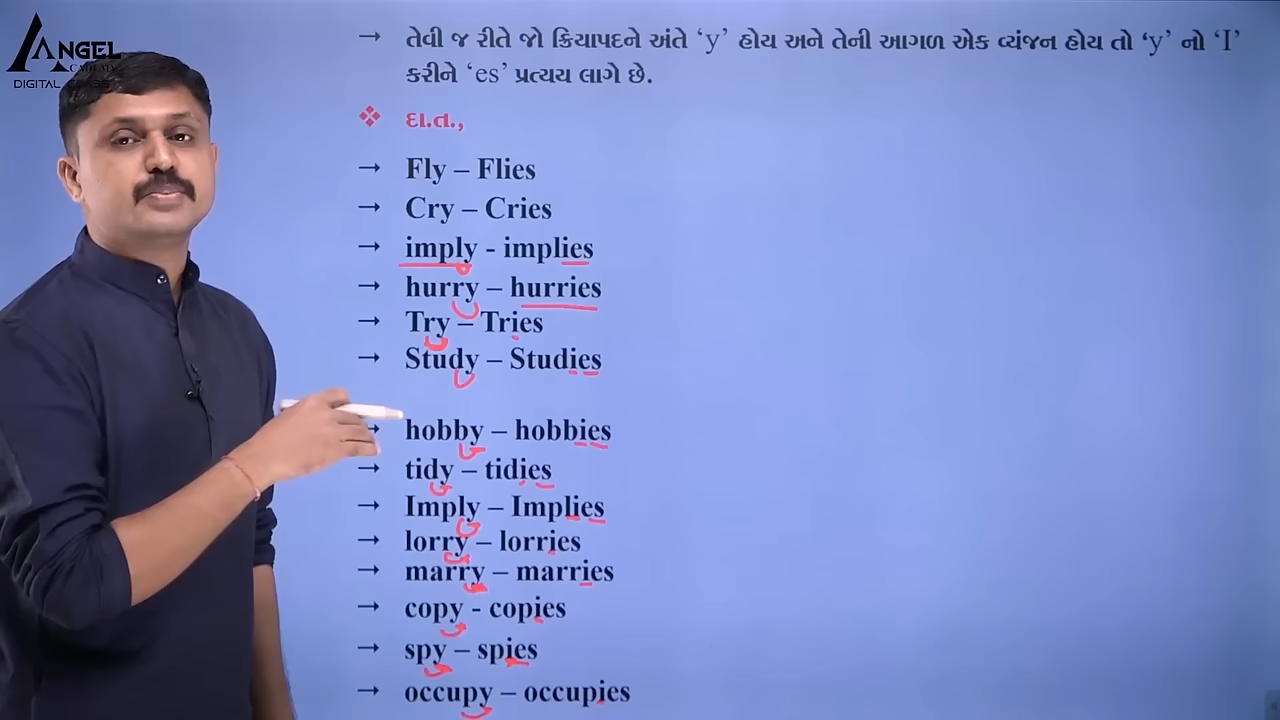 ANGEL
ACADEMY
DIGITAL
→ તેવી જ રીતે જો ક્રિયાપદને અંતે ‘y’ હોય અને તેની આગળ એક વ્યંજન હોય તો ‘y’ નો ‘I’
કરીને ‘es’ પ્રત્યય લાગે છે.
❖ દા.ત.,
→ Fly – Flies
→ Cry – Cries
→ imply - implies
→ hurry – hurries
→ Try – Tries
→ Study – Studies
→ hobby – hobbies
→ tidy – tidies
→ Imply – Implies
→ lorry – lorries
→ marry – marries
→ copy - copies
→ spy – spies
→ occupy – occupies